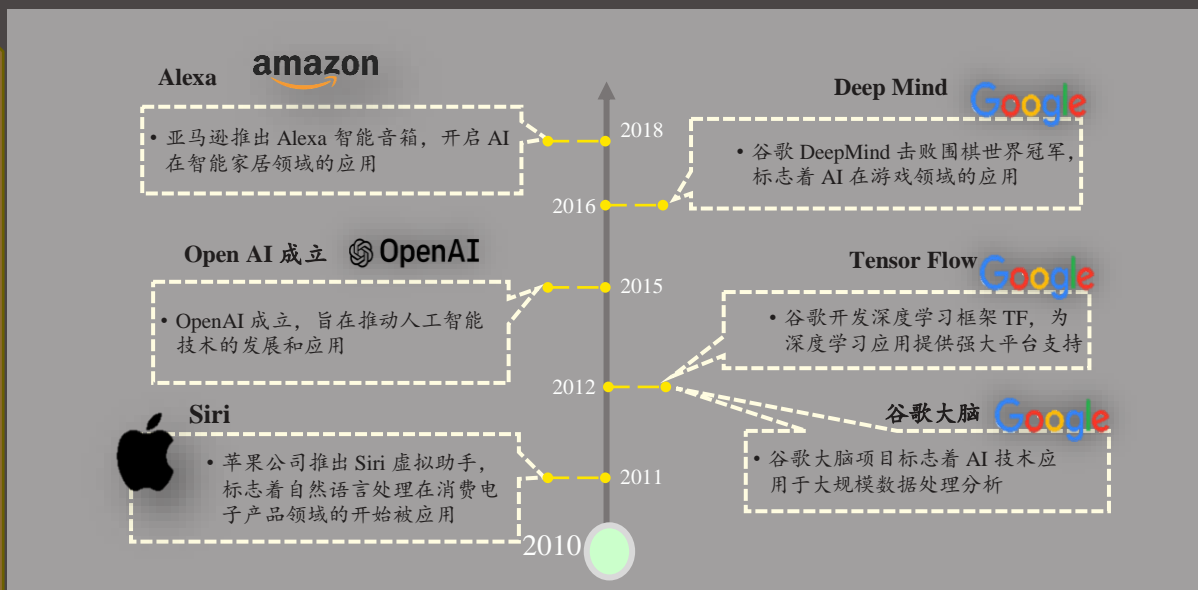 Alexa
amazon
• 亚马逊推出 Alexa 智能音箱，开启 AI
在智能家居领域的应用
2018
Deep Mind
Google
• 谷歌 DeepMind 击败围棋世界冠军，
标志着 AI 在游戏领域的应用
2016
Open AI 成立
OpenAI
• OpenAI 成立，旨在推动人工智能
技术的发展和应用
2015
Tensor Flow
Google
• 谷歌开发深度学习框架 TF，为
深度学习应用提供强大平台支持
2012
Siri
• 苹果公司推出 Siri 虚拟助手，
标志着自然语言处理在消费电
子产品领域的开始被应用
2011
谷歌大脑
Google
• 谷歌大脑项目标志着 AI 技术应
用于大规模数据处理分析
2010